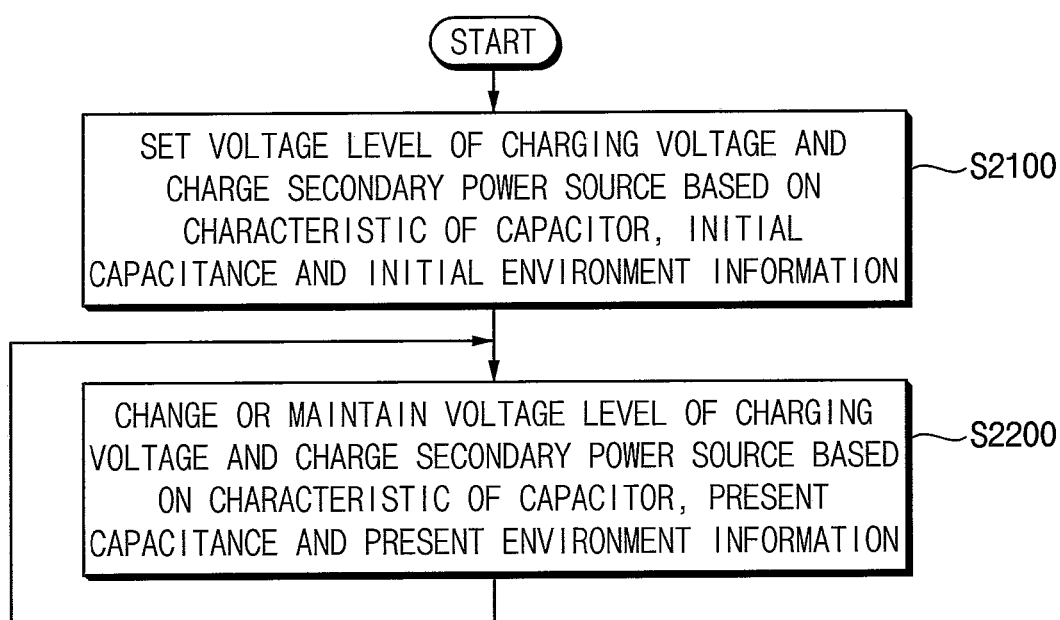 START
SET VOLTAGE LEVEL OF CHARGING VOLTAGE AND
CHARGE SECONDARY POWER SOURCE BASED ON
CHARACTERISTIC OF CAPACITOR, INITIAL
CAPACITANCE AND INITIAL ENVIRONMENT INFORMATION
S2100
CHANGE OR MAINTAIN VOLTAGE LEVEL OF CHARGING
VOLTAGE AND CHARGE SECONDARY POWER SOURCE BASED
ON CHARACTERISTIC OF CAPACITOR, PRESENT
CAPACITANCE AND PRESENT ENVIRONMENT INFORMATION
S2200